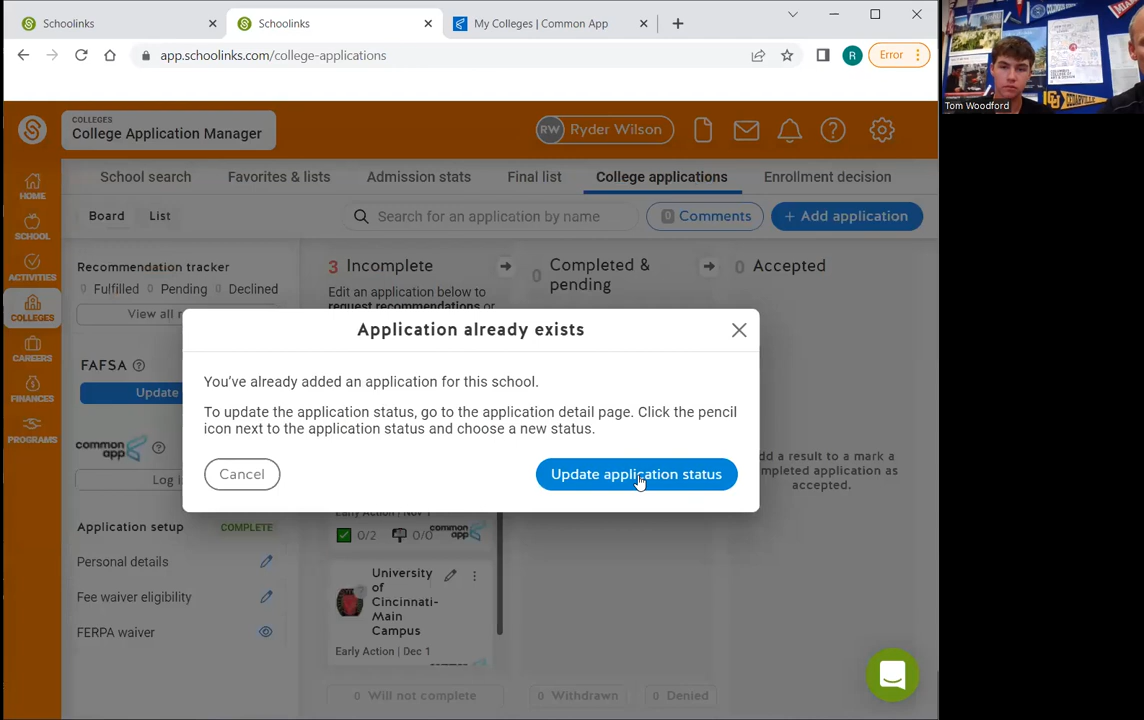 Schoolinks
Schoolinks
My Colleges | Common App
app.schoolinks.com/college-applications
R
Error
COLLEGES
College Application Manager
RW Ryder Wilson
School search
Favorites & lists
Admission stats
Final list
College applications
Enrollment decision
HOME
SCHOOL
ACTIVITIES
COLLEGES
CAREERS
FINANCES
PROGRAMS
Board
List
Search for an application by name
0 Comments
+ Add application
Recommendation tracker
0 Fulfilled 0 Pending 0 Declined
View all
FAFSA
Update
common app
Log
Application setup COMPLETE
Personal details
Fee waiver eligibility
FERPA waiver
3 Incomplete
Edit an application below to
request recommendations or
0 Completed &
pending
0 Accepted
Application already exists
You've already added an application for this school.
To update the application status, go to the application detail page. Click the pencil
icon next to the application status and choose a new status.
Cancel
Update application status
Early Action | Nov 1
0/2 0/0 common app
University
of
Cincinnati-
Main
Campus
Early Action | Dec 1
dd a result to a mark a
mpleted application as
accepted.
0 Will not complete
0 Withdrawn
0 Denied
Tom Woodford
CEDARVILLE